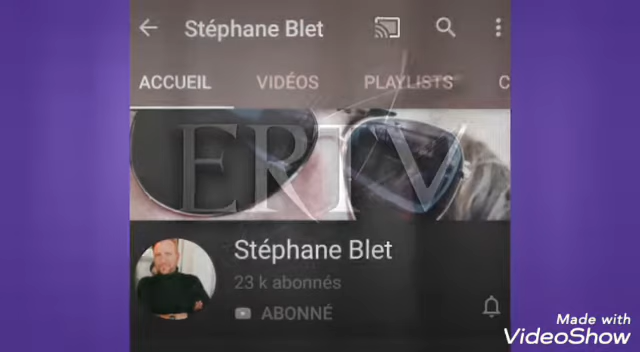 Stéphane Blet
ACCUEIL VIDÉOS PLAYLISTS C
ERTV
Stéphane Blet
23 k abonnés
ABONNÉ
Made with
VideoShow